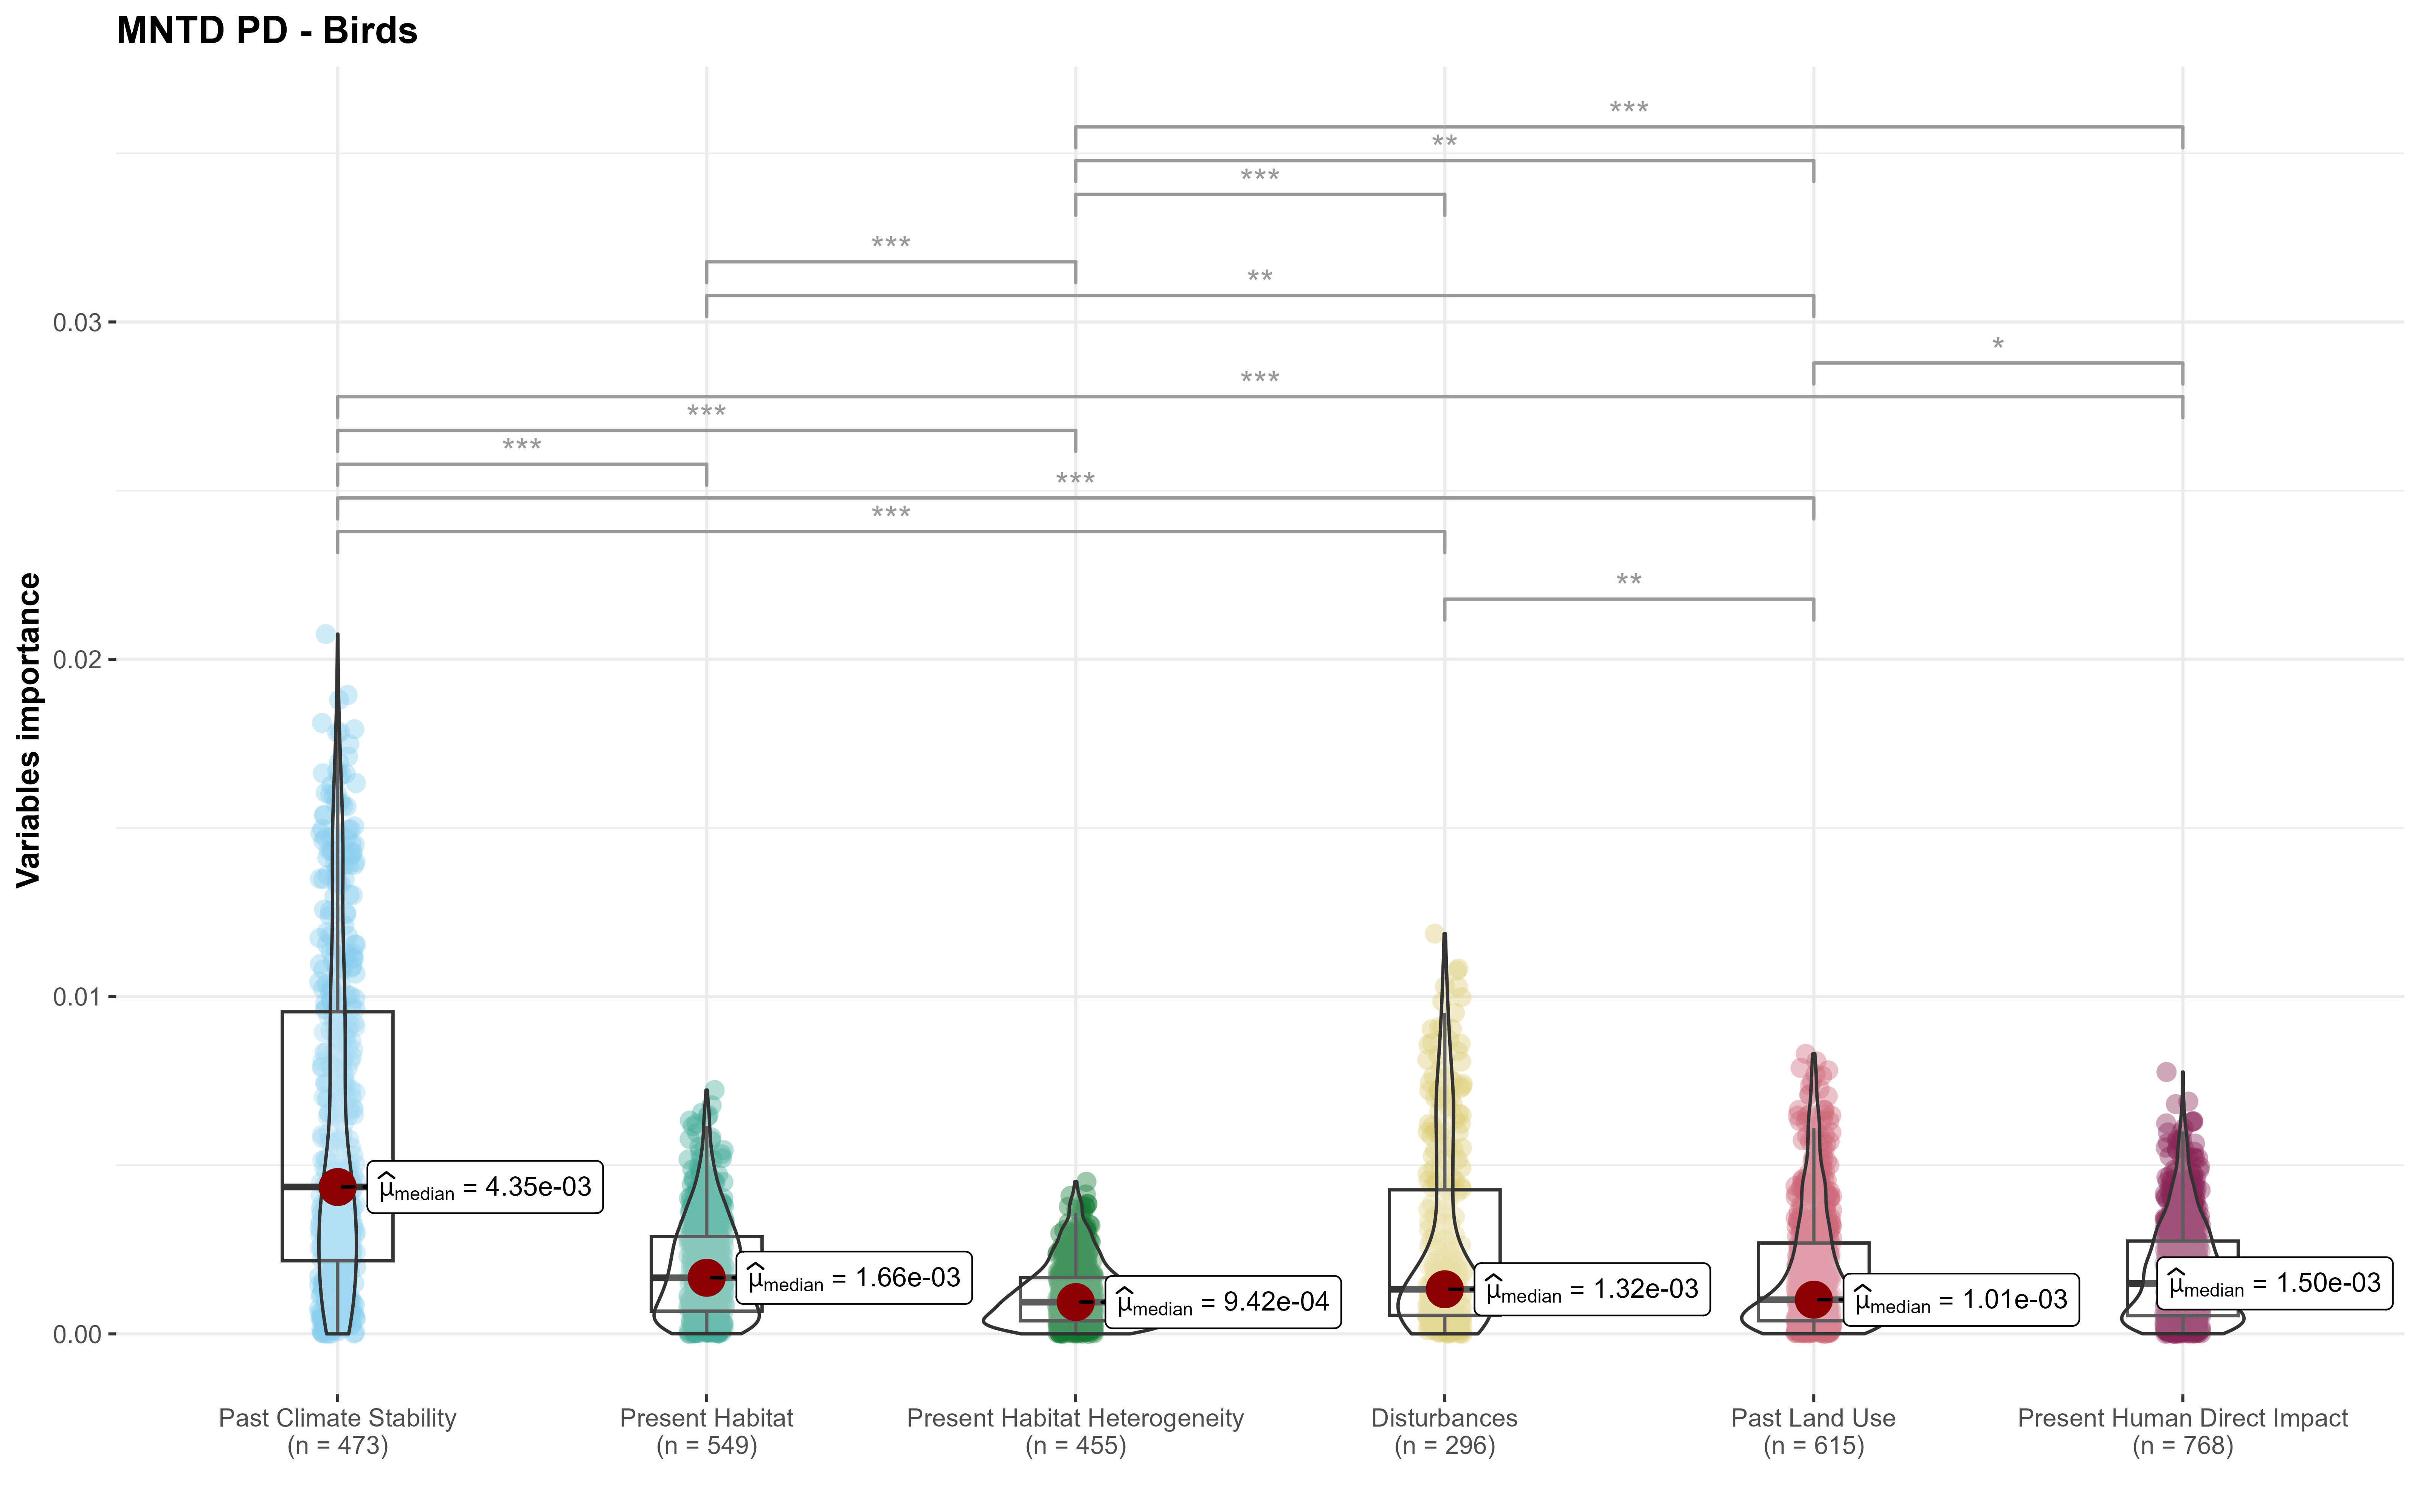 MNTD PD - Birds
***
**
***
***
**
*
***
***
***
***
***
**
Variables importance
0.03
0.02
0.01
0.00
μ̂median = 4.35e-03
μ̂median = 1.66e-03
μ̂median = 9.42e-04
μ̂median = 1.32e-03
μ̂median = 1.01e-03
μ̂median = 1.50e-03
Past Climate Stability
(n = 473)
Present Habitat
(n = 549)
Present Habitat Heterogeneity
(n = 455)
Disturbances
(n = 296)
Past Land Use
(n = 615)
Present Human Direct Impact
(n = 768)